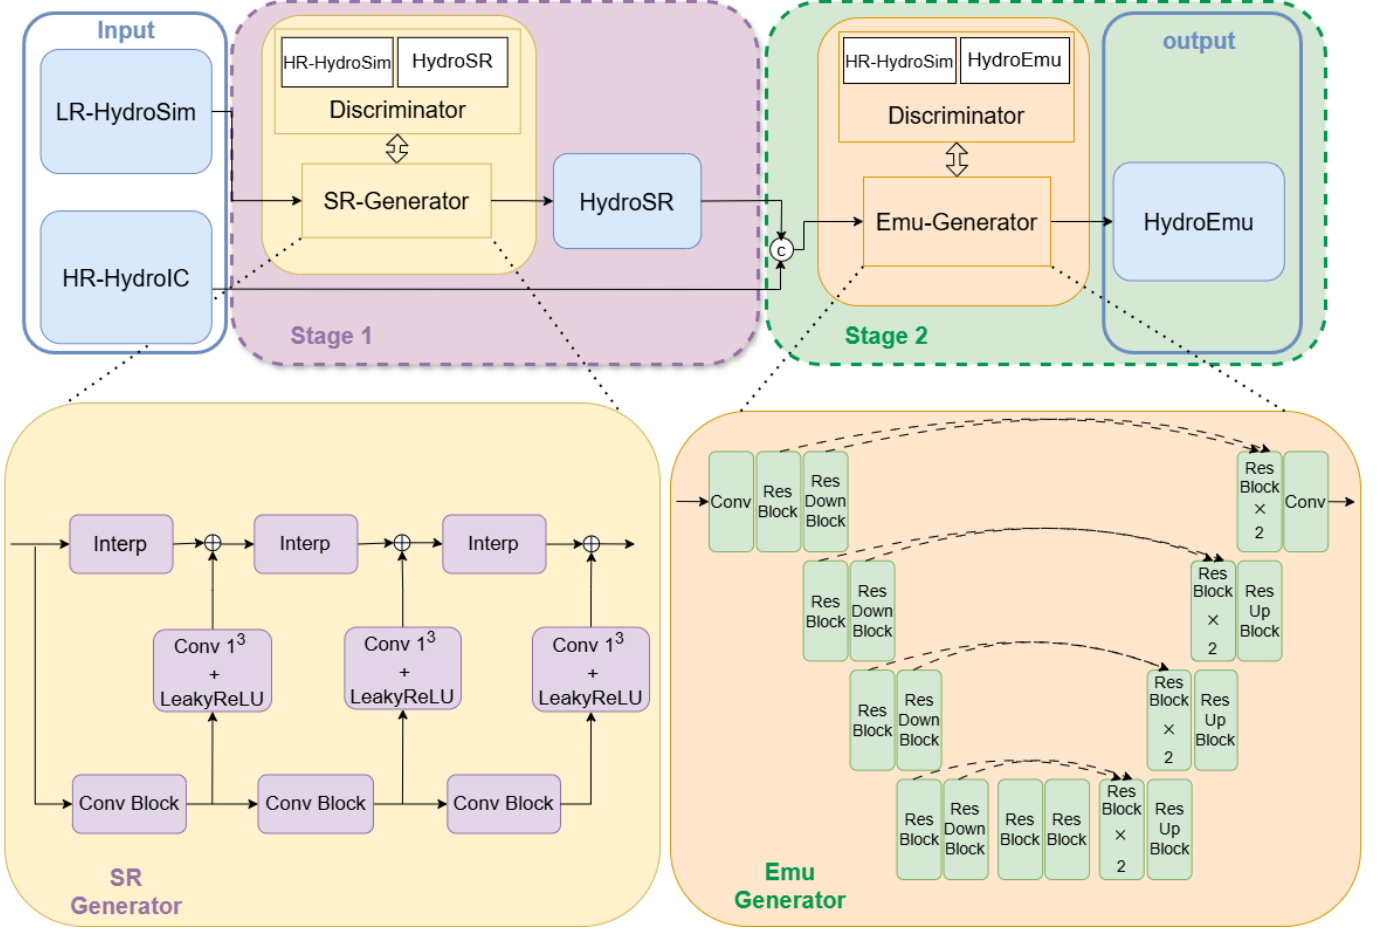 Input
LR-HydroSim
HR-HydroIC
HR-HydroSim
HydroSR
Discriminator
SR-Generator
HydroSR
Stage 1
C
HR-HydroSim
HydroEmu
Discriminator
Emu-Generator
Stage 2
output
HydroEmu
Interp
Interp
Interp
Conv 1³
+
LeakyReLU
Conv 1³
+
LeakyReLU
Conv 1³
+
LeakyReLU
Conv Block
Conv Block
Conv Block
SR
Generator
Conv
Res
Block
Res
Down
Block
Res
Block
×
2
Conv
Res
Block
Res
Down
Block
Res
Block
×
2
Res
Up
Block
Res
Block
Res
Down
Block
Res
Block
×
2
Res
Up
Block
Res
Block
Res
Down
Block
Res
Block
Res
Block
Res
Block
×
2
Res
Up
Block
Emu
Generator